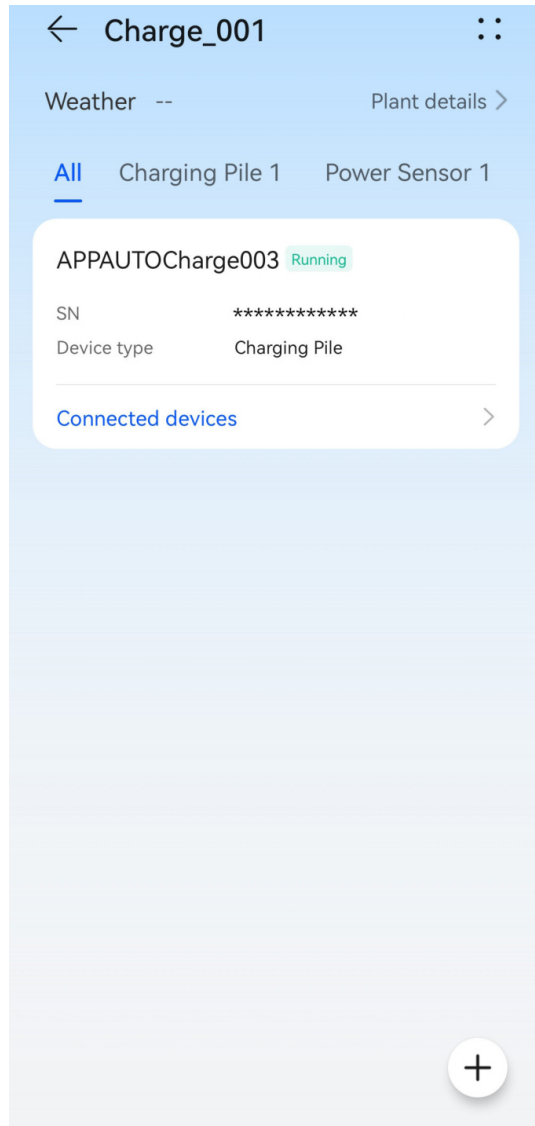 Charge_001
Weather --
Plant details
All Charging Pile 1 Power Sensor 1
APPAUTOCharge003 Running
SN ************
Device type Charging Pile
Connected devices